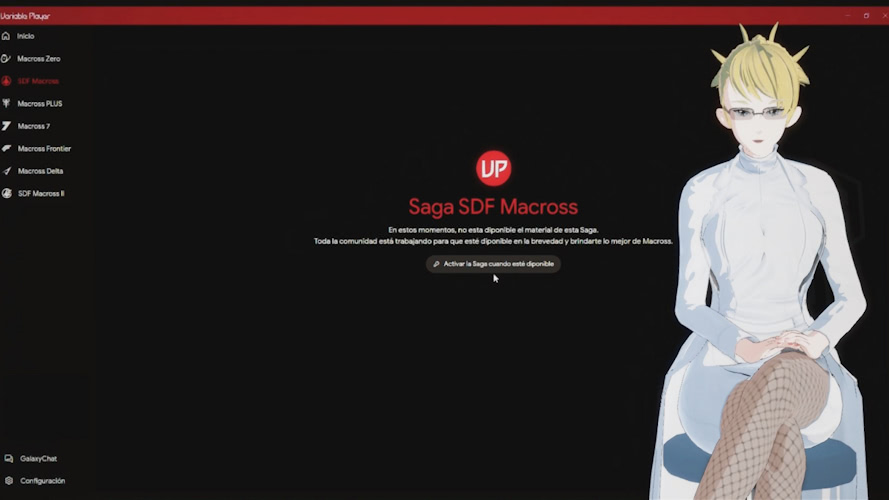 Variable Player
Inicio
Macross Zero
SDF Macross
Macross PLUS
Macross 7
Macross Frontier
Macross Delta
SDF Macross II
GalaxyChat
Configuración
VP
Saga SDF Macross
En estos momentos, no esta diponible el material de esta Saga.
Toda la comunidad está trabajando para que esté diponible en la brevedad y brindarte lo mejor de Macross.
Activar la Saga cuando esté diponible